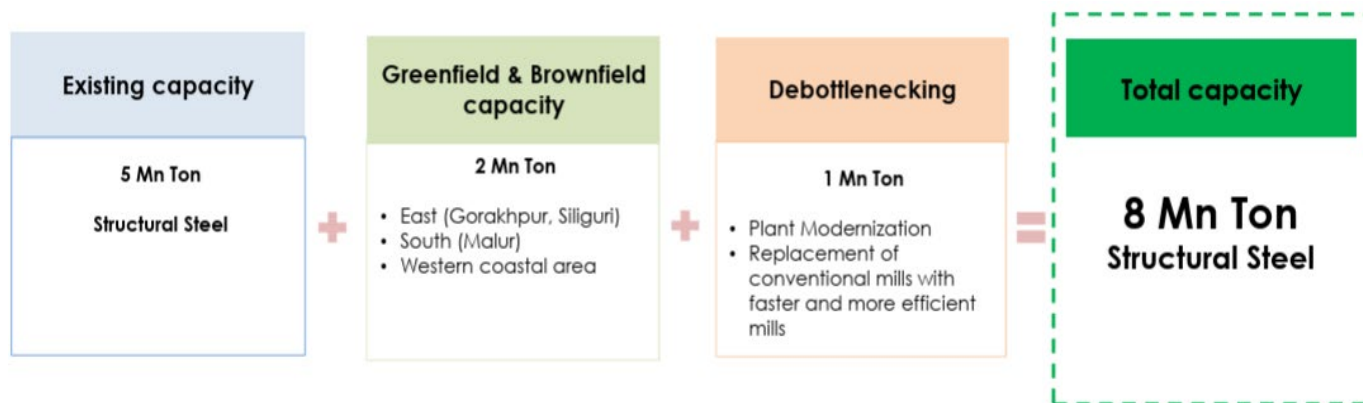 Existing capacity
5 Mn Ton
Structural Steel
+
Greenfield & Brownfield
capacity
2 Mn Ton
• East (Gorakhpur, Siliguri)
• South (Malur)
• Western coastal area
+
Debottlenecking
1 Mn Ton
• Plant Modernization
• Replacement of
conventional mills with
faster and more efficient
mills
=
Total capacity
8 Mn Ton
Structural Steel